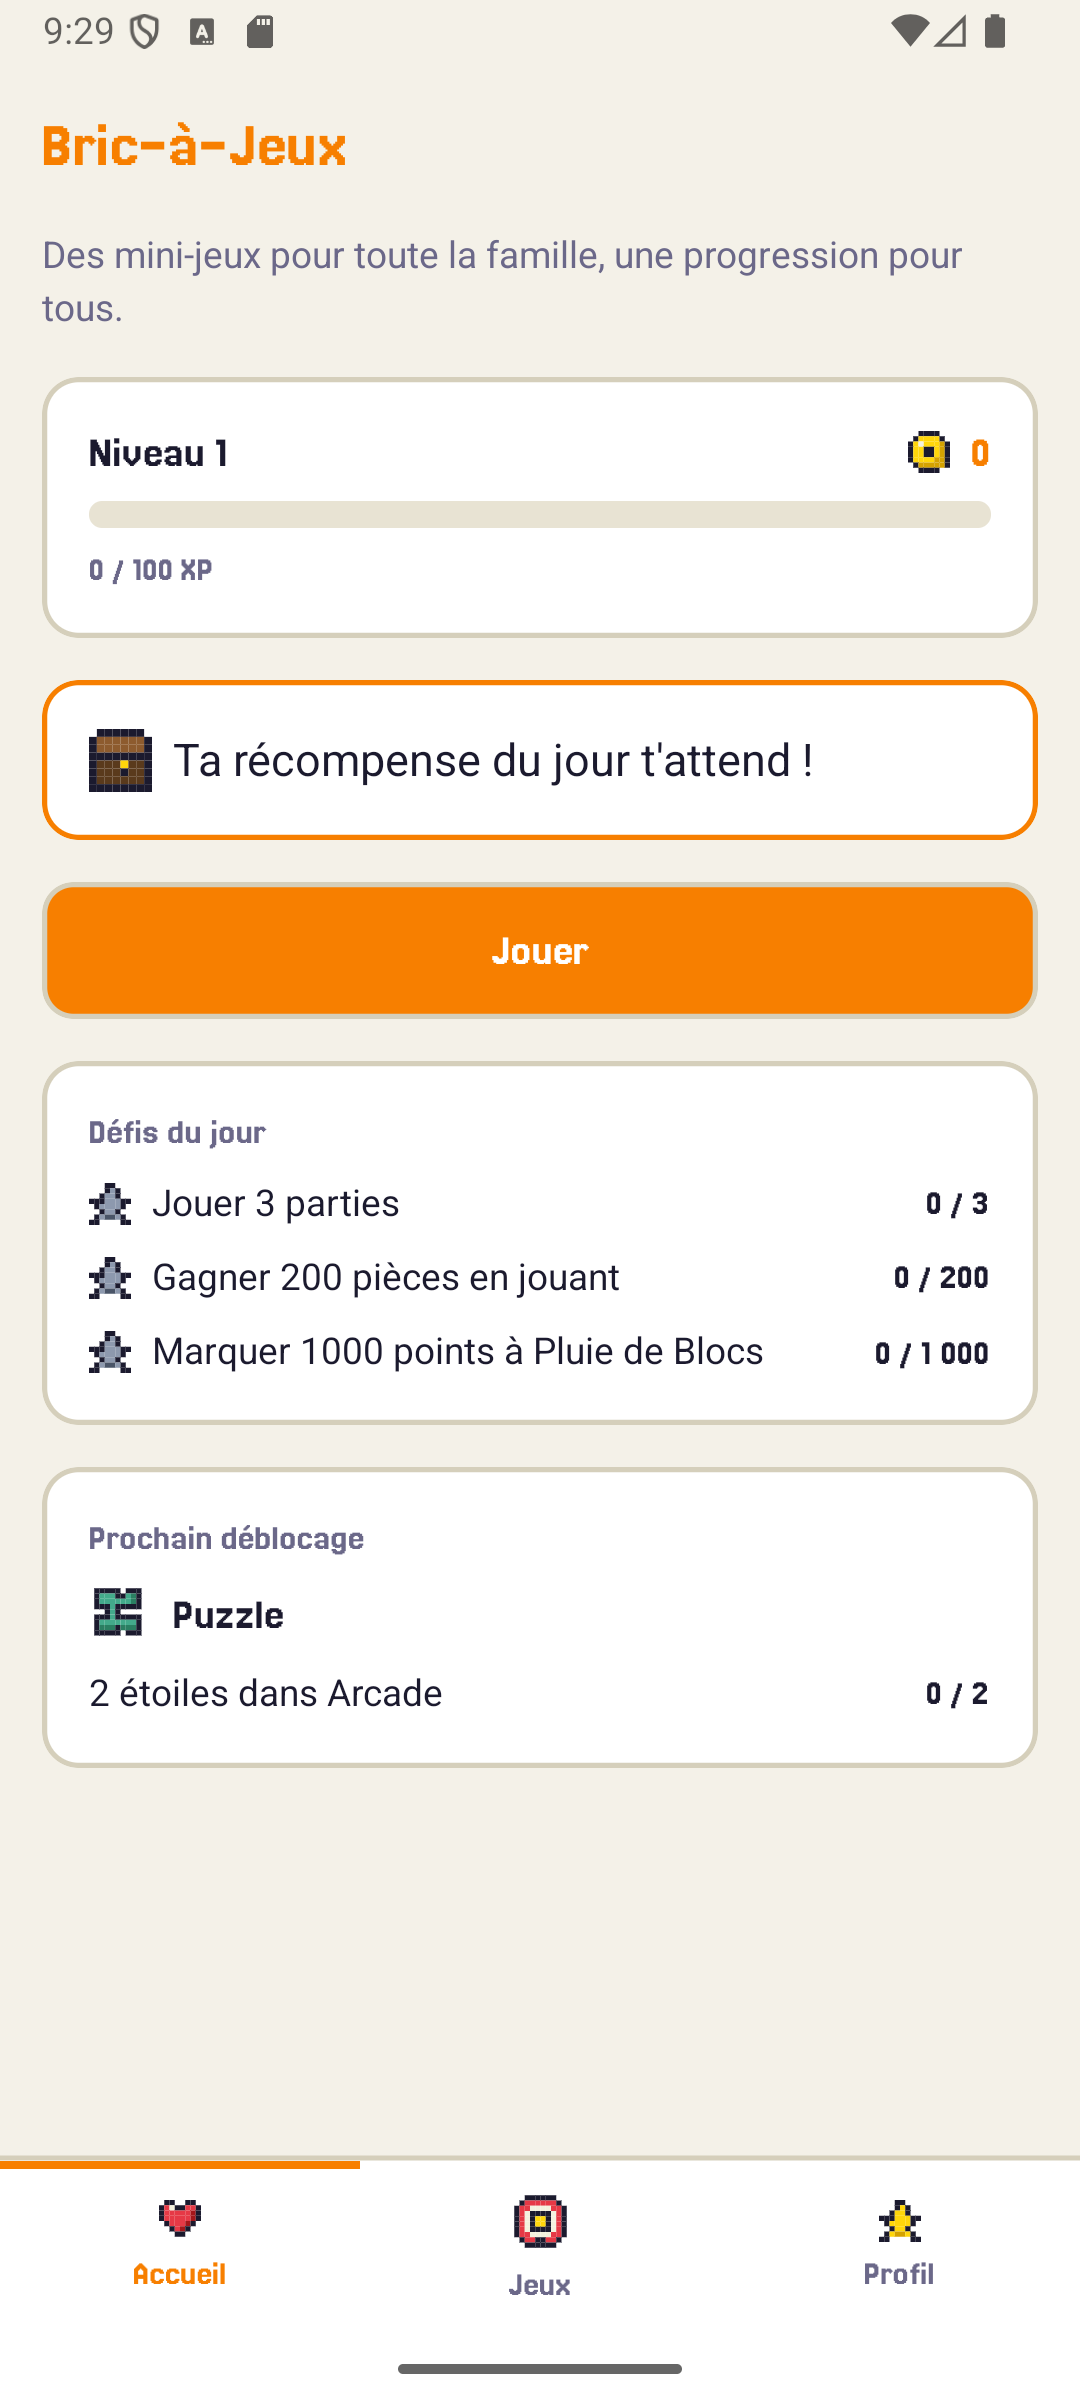 9:29
Bric-à-Jeux
Des mini-jeux pour toute la famille, une progression pour
tous.
Niveau 1
0
0 / 100 XP
Ta récompense du jour t'attend !
Jouer
Défis du jour
Jouer 3 parties
0 / 3
Gagner 200 pièces en jouant
0 / 200
Marquer 1000 points à Pluie de Blocs
0 / 1 000
Prochain déblocage
Puzzle
2 étoiles dans Arcade
0 / 2
Accueil
Jeux
Profil